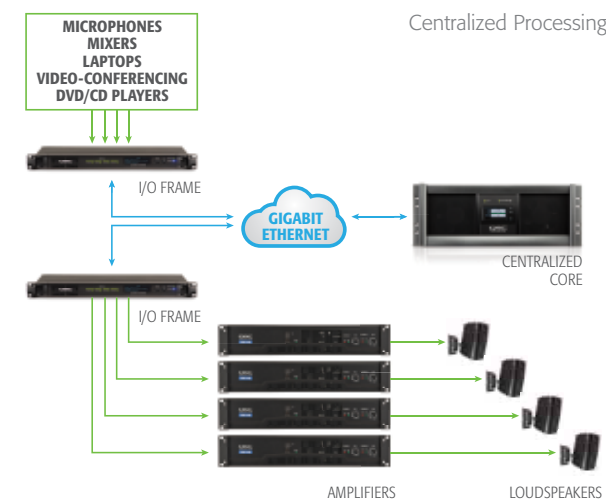 Centralized Processing
MICROPHONES
MIXERS
LAPTOPS
VIDEO-CONFERENCING
DVD/CD PLAYERS
I/O FRAME
GIGABIT
ETHERNET
CENTRALIZED
CORE
I/O FRAME
AMPLIFIERS
LOUDSPEAKERS